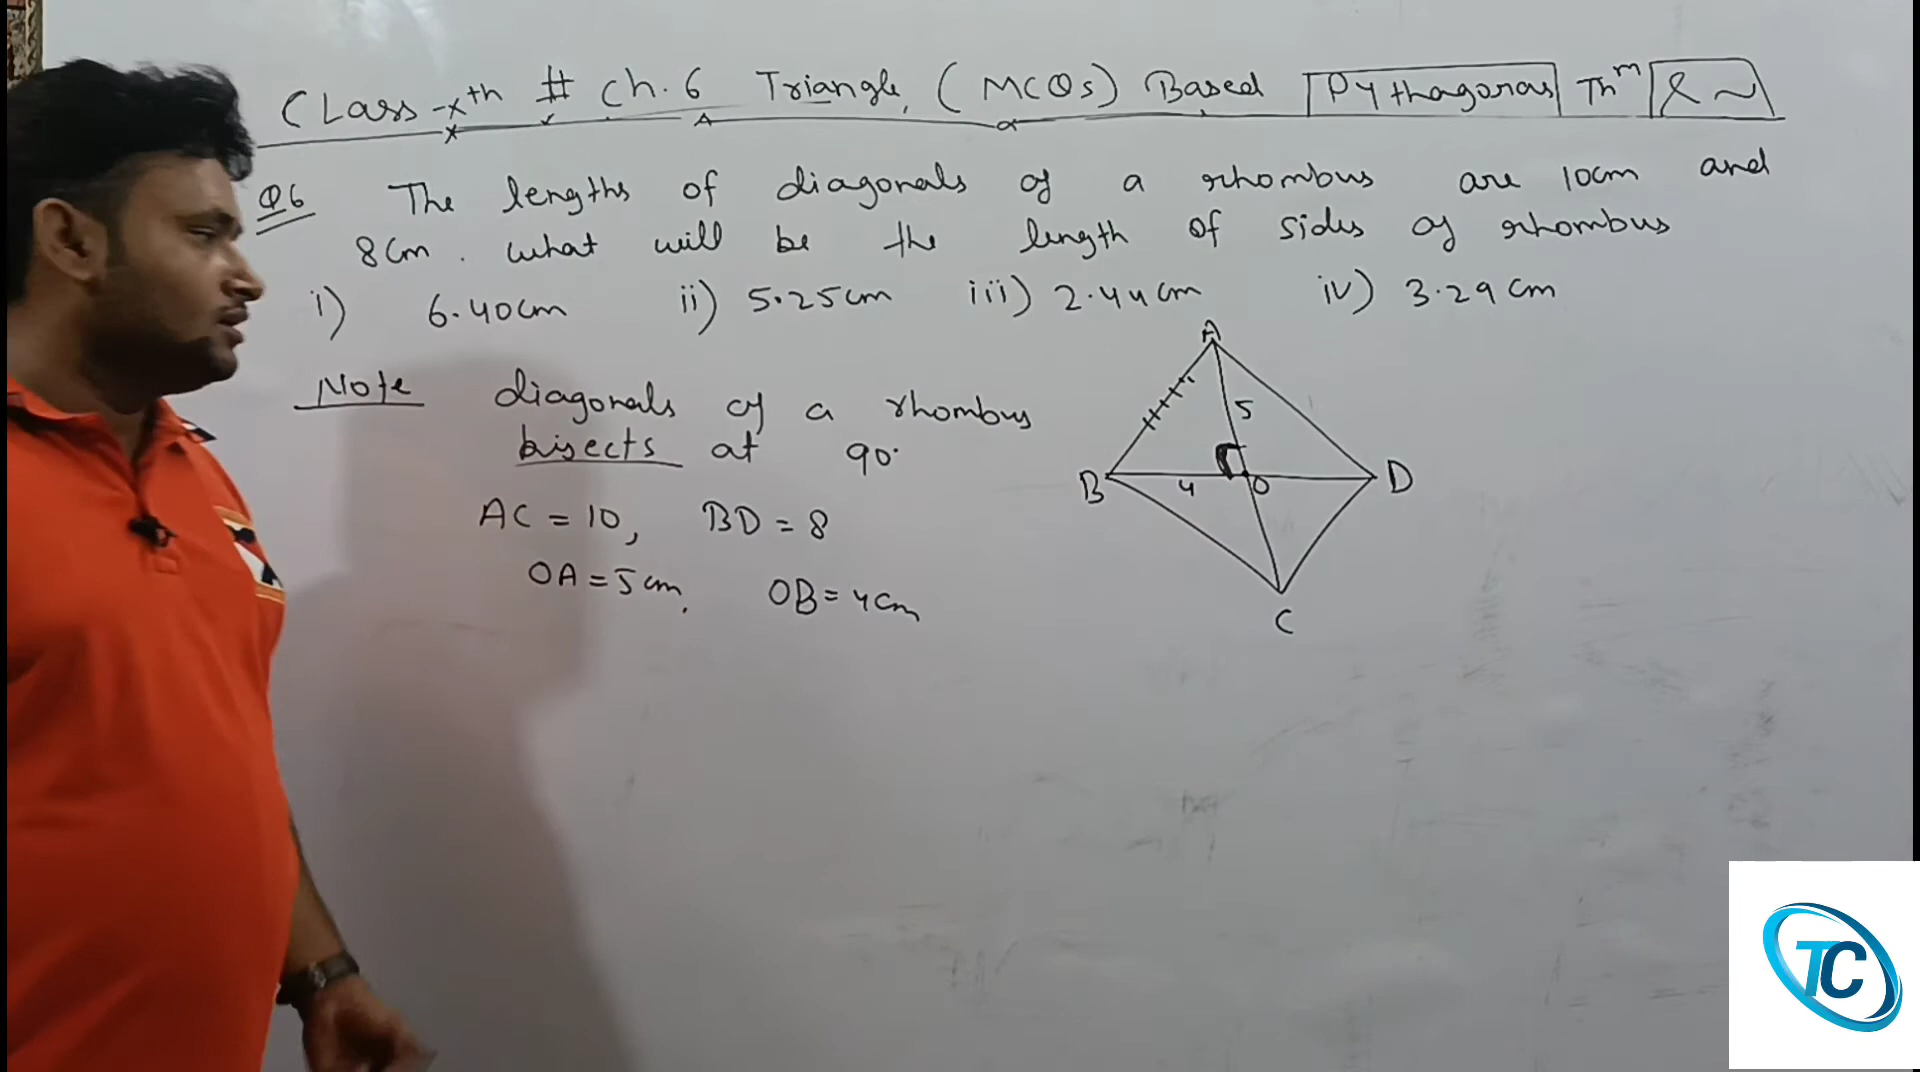 Class -xth # Ch.6 Triangle, (MCQs) Based Pythagoras Thm & ~
Q6 The lengths of diagonals of a rhombus are 10cm and
8cm. what will be the length of sides of rhombus
i) 6.40cm ii) 5.25cm iii) 2.44cm iv) 3.29cm
Note diagonals of a rhombus
bisects at 90°
AC = 10, BD = 8
OA = 5cm, OB = 4cm
A
5
B 4 O D
C
TC